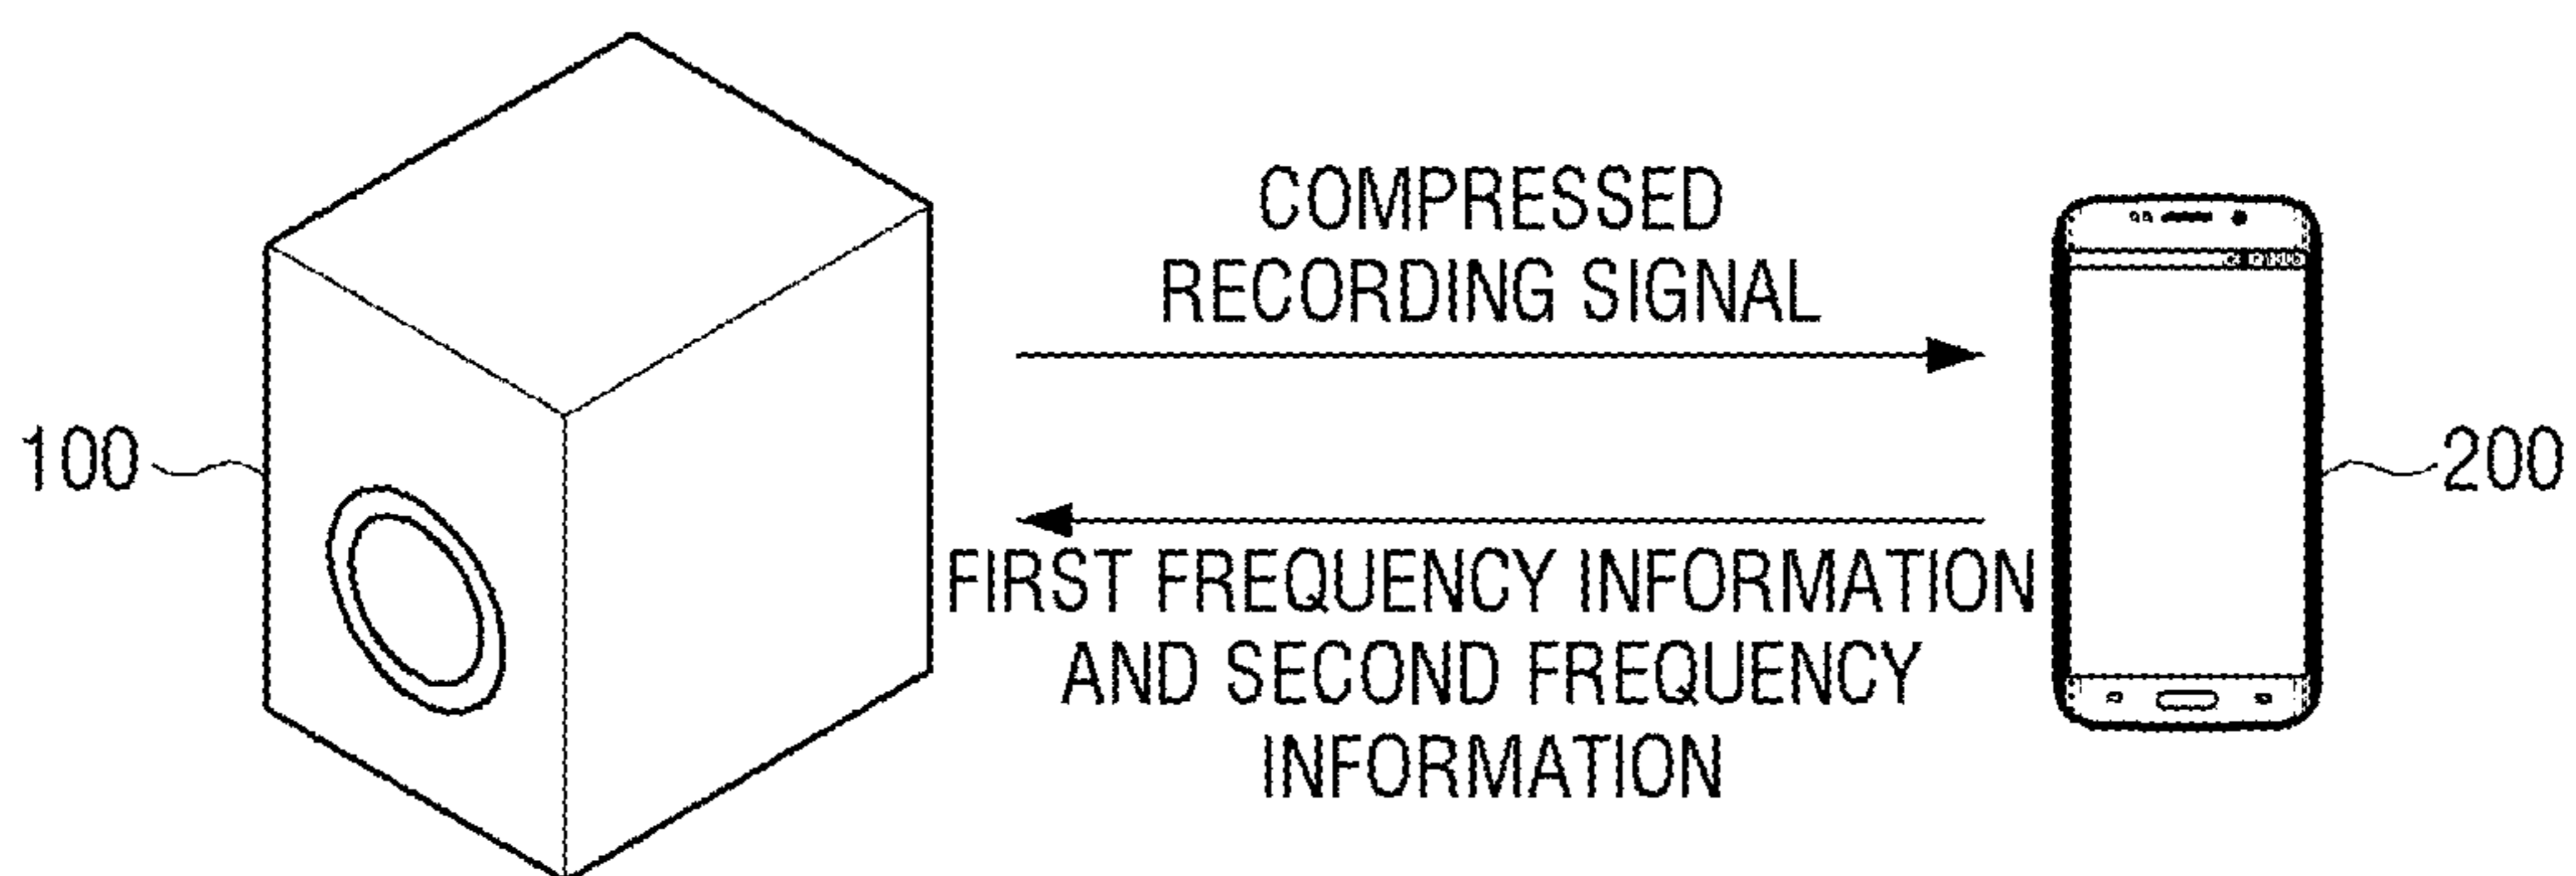 COMPRESSED
RECORDING SIGNAL
100
200
FIRST FREQUENCY INFORMATION
AND SECOND FREQUENCY
INFORMATION